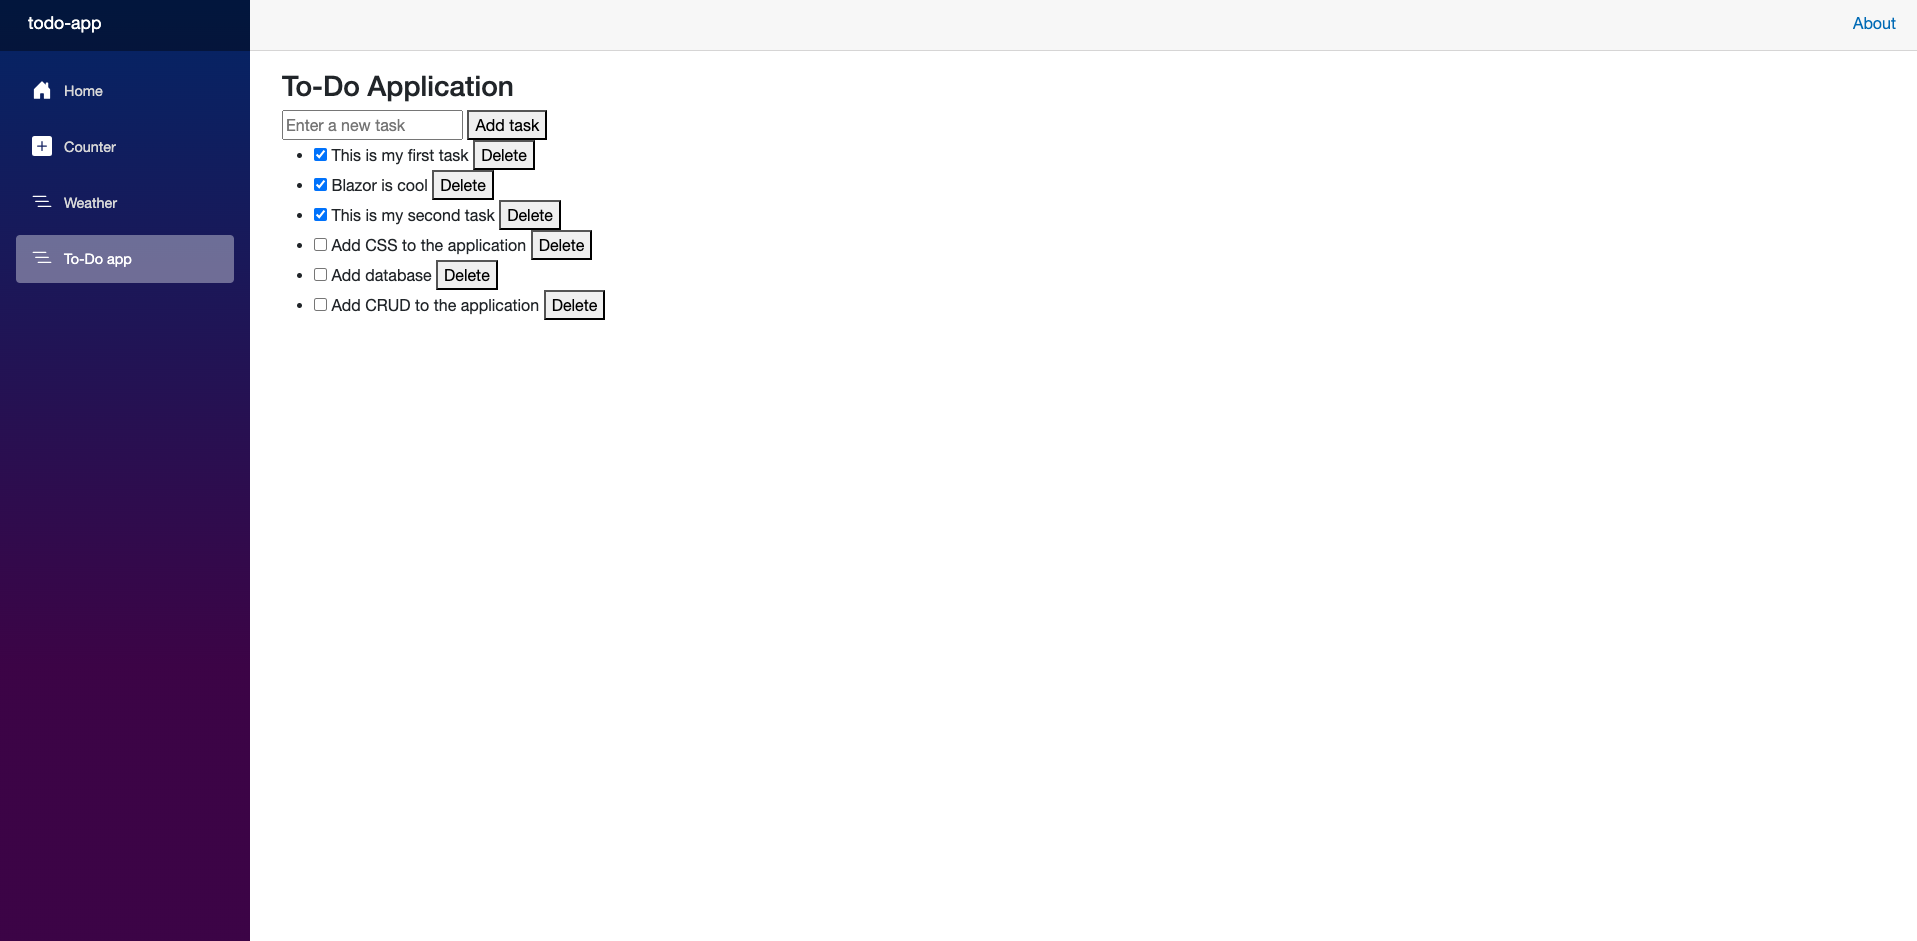 todo-app
About
Home
Counter
Weather
To-Do app
To-Do Application
Enter a new task Add task
This is my first task Delete
Blazor is cool Delete
This is my second task Delete
Add CSS to the application Delete
Add database Delete
Add CRUD to the application Delete